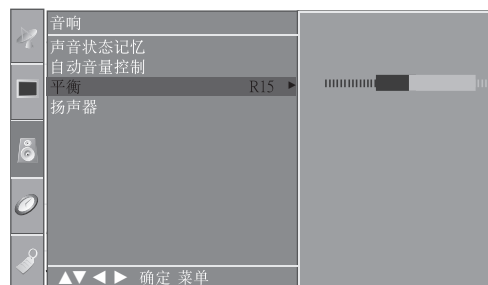 音响
声音状态记忆
自动音量控制
平衡 R15 ▶
扬声器
▲▼◀▶ 确定 菜单